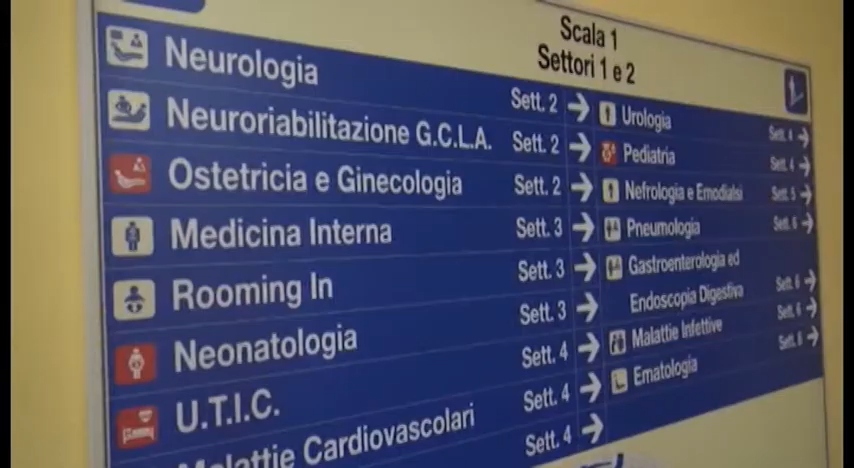 Scala 1
Settori 1 e 2
Neurologia Sett. 2 →
Neuroriabilitazione G.C.L.A. Sett. 2 →
Ostetricia e Ginecologia Sett. 2 →
Medicina Interna Sett. 3 →
Rooming In Sett. 3 →
Neonatologia Sett. 3 →
U.T.I.C. Sett. 4 →
Malattie Cardiovascolari Sett. 4 →
Sett. 4 →
Urologia Sett. 4 →
Pediatria Sett. 4 →
Nefrologia e Emodialisi Sett. 5 →
Pneumologia Sett. 6 →
Gastroenterologia ed
Endoscopia Digestiva Sett. 6 →
Malattie Infettive Sett. 6 →
Ematologia Sett. →